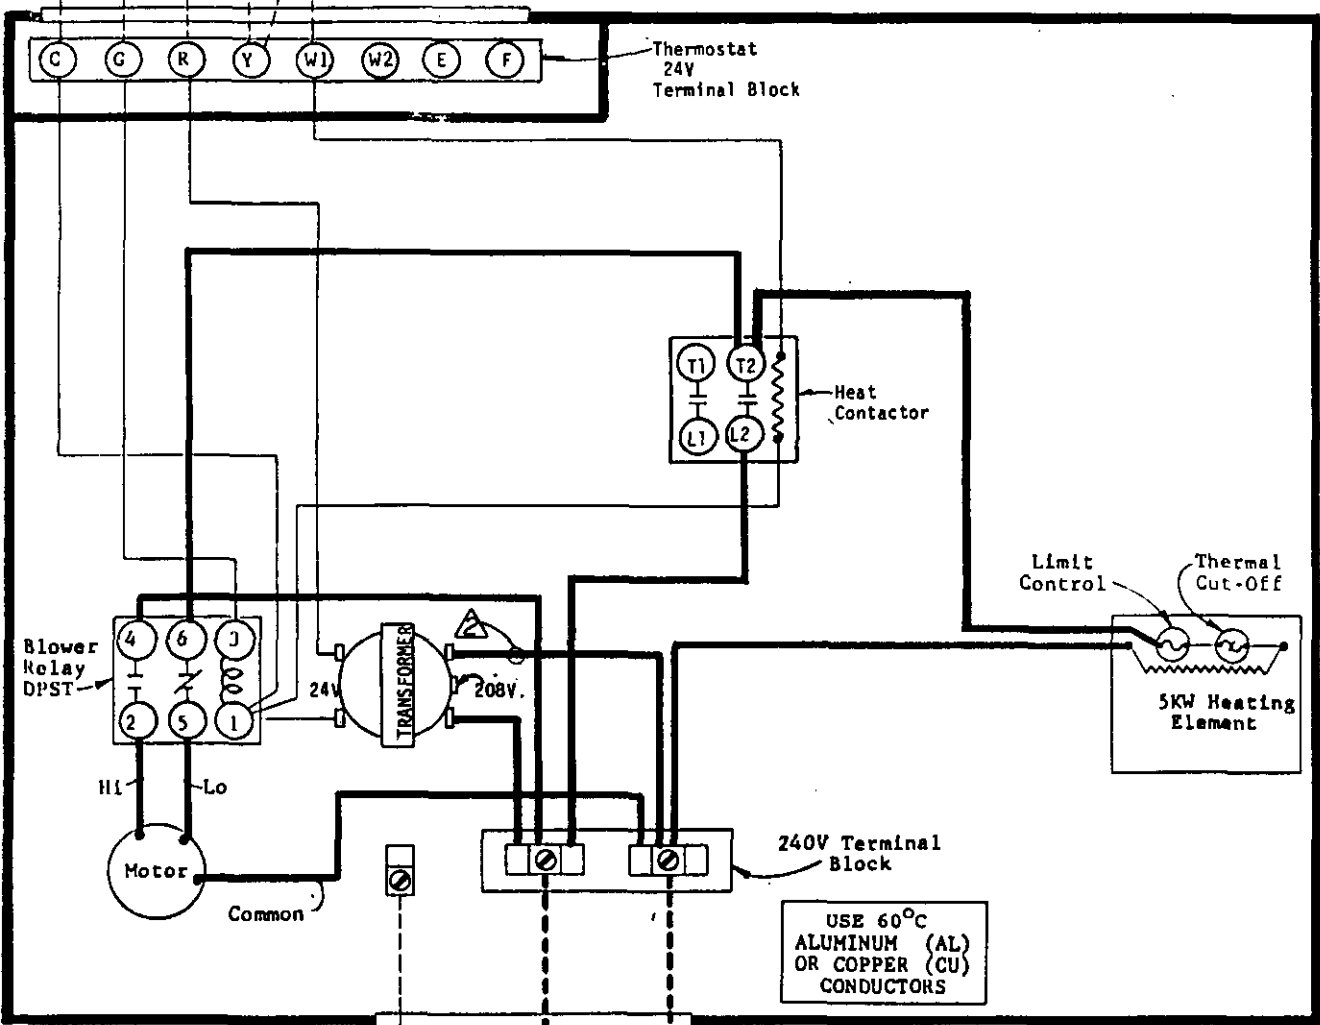 C G R Y W1 W2 E F
Thermostat
24V
Terminal Block
T1 T2
L1 L2
Heat
Contactor
Limit
Control
Thermal
Cut-Off
5KW Heating
Element
Blower
Relay
DPST
4 6 3
2 5 1
24V
TRANSFORMER
2
208V.
Hi
Lo
Motor
Common
240V Terminal
Block
USE 60°C
ALUMINUM (AL)
OR COPPER (CU)
CONDUCTORS